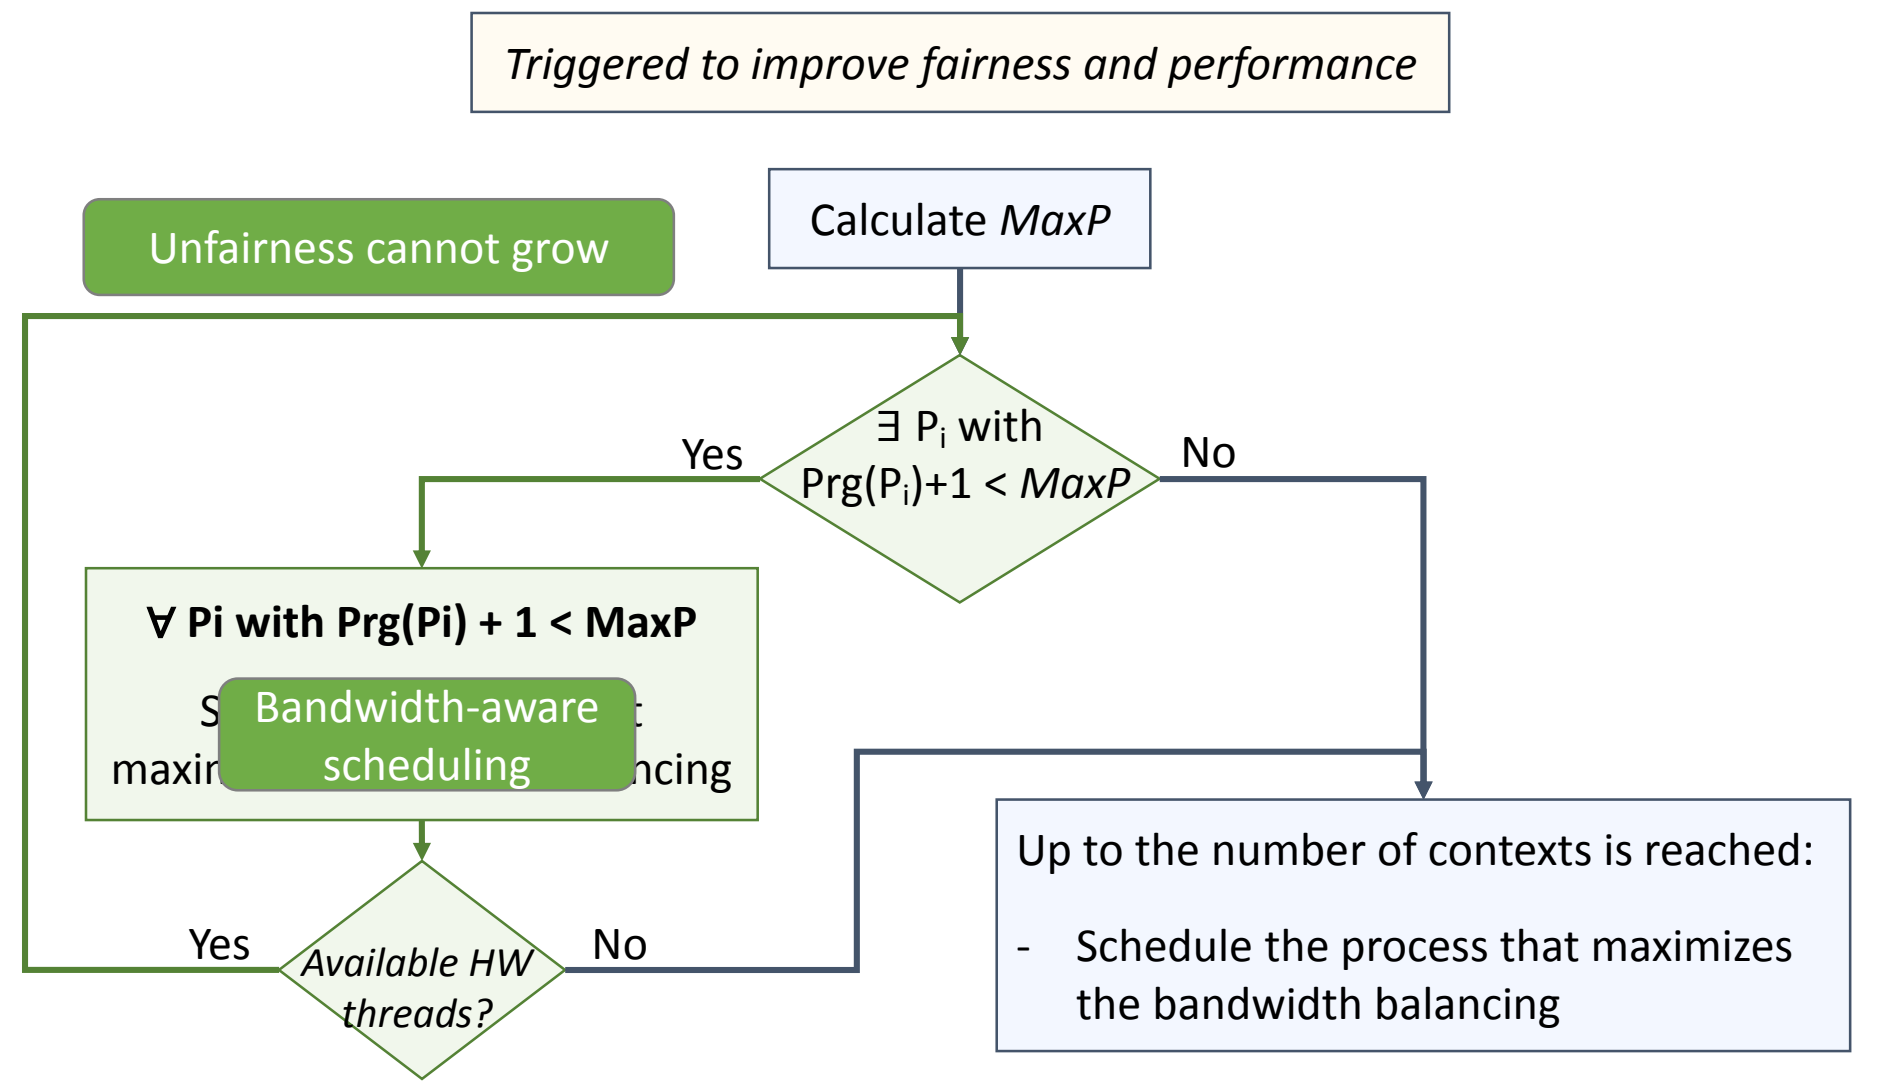 Triggered to improve fairness and performance
Calculate MaxP
Unfairness cannot grow
∃ Pi with
Prg(Pi)+1 < MaxP
Yes
No
∀ Pi with Prg(Pi) + 1 < MaxP
Bandwidth-aware
scheduling
Available HW
threads?
Yes
No
Up to the number of contexts is reached:
- Schedule the process that maximizes
the bandwidth balancing